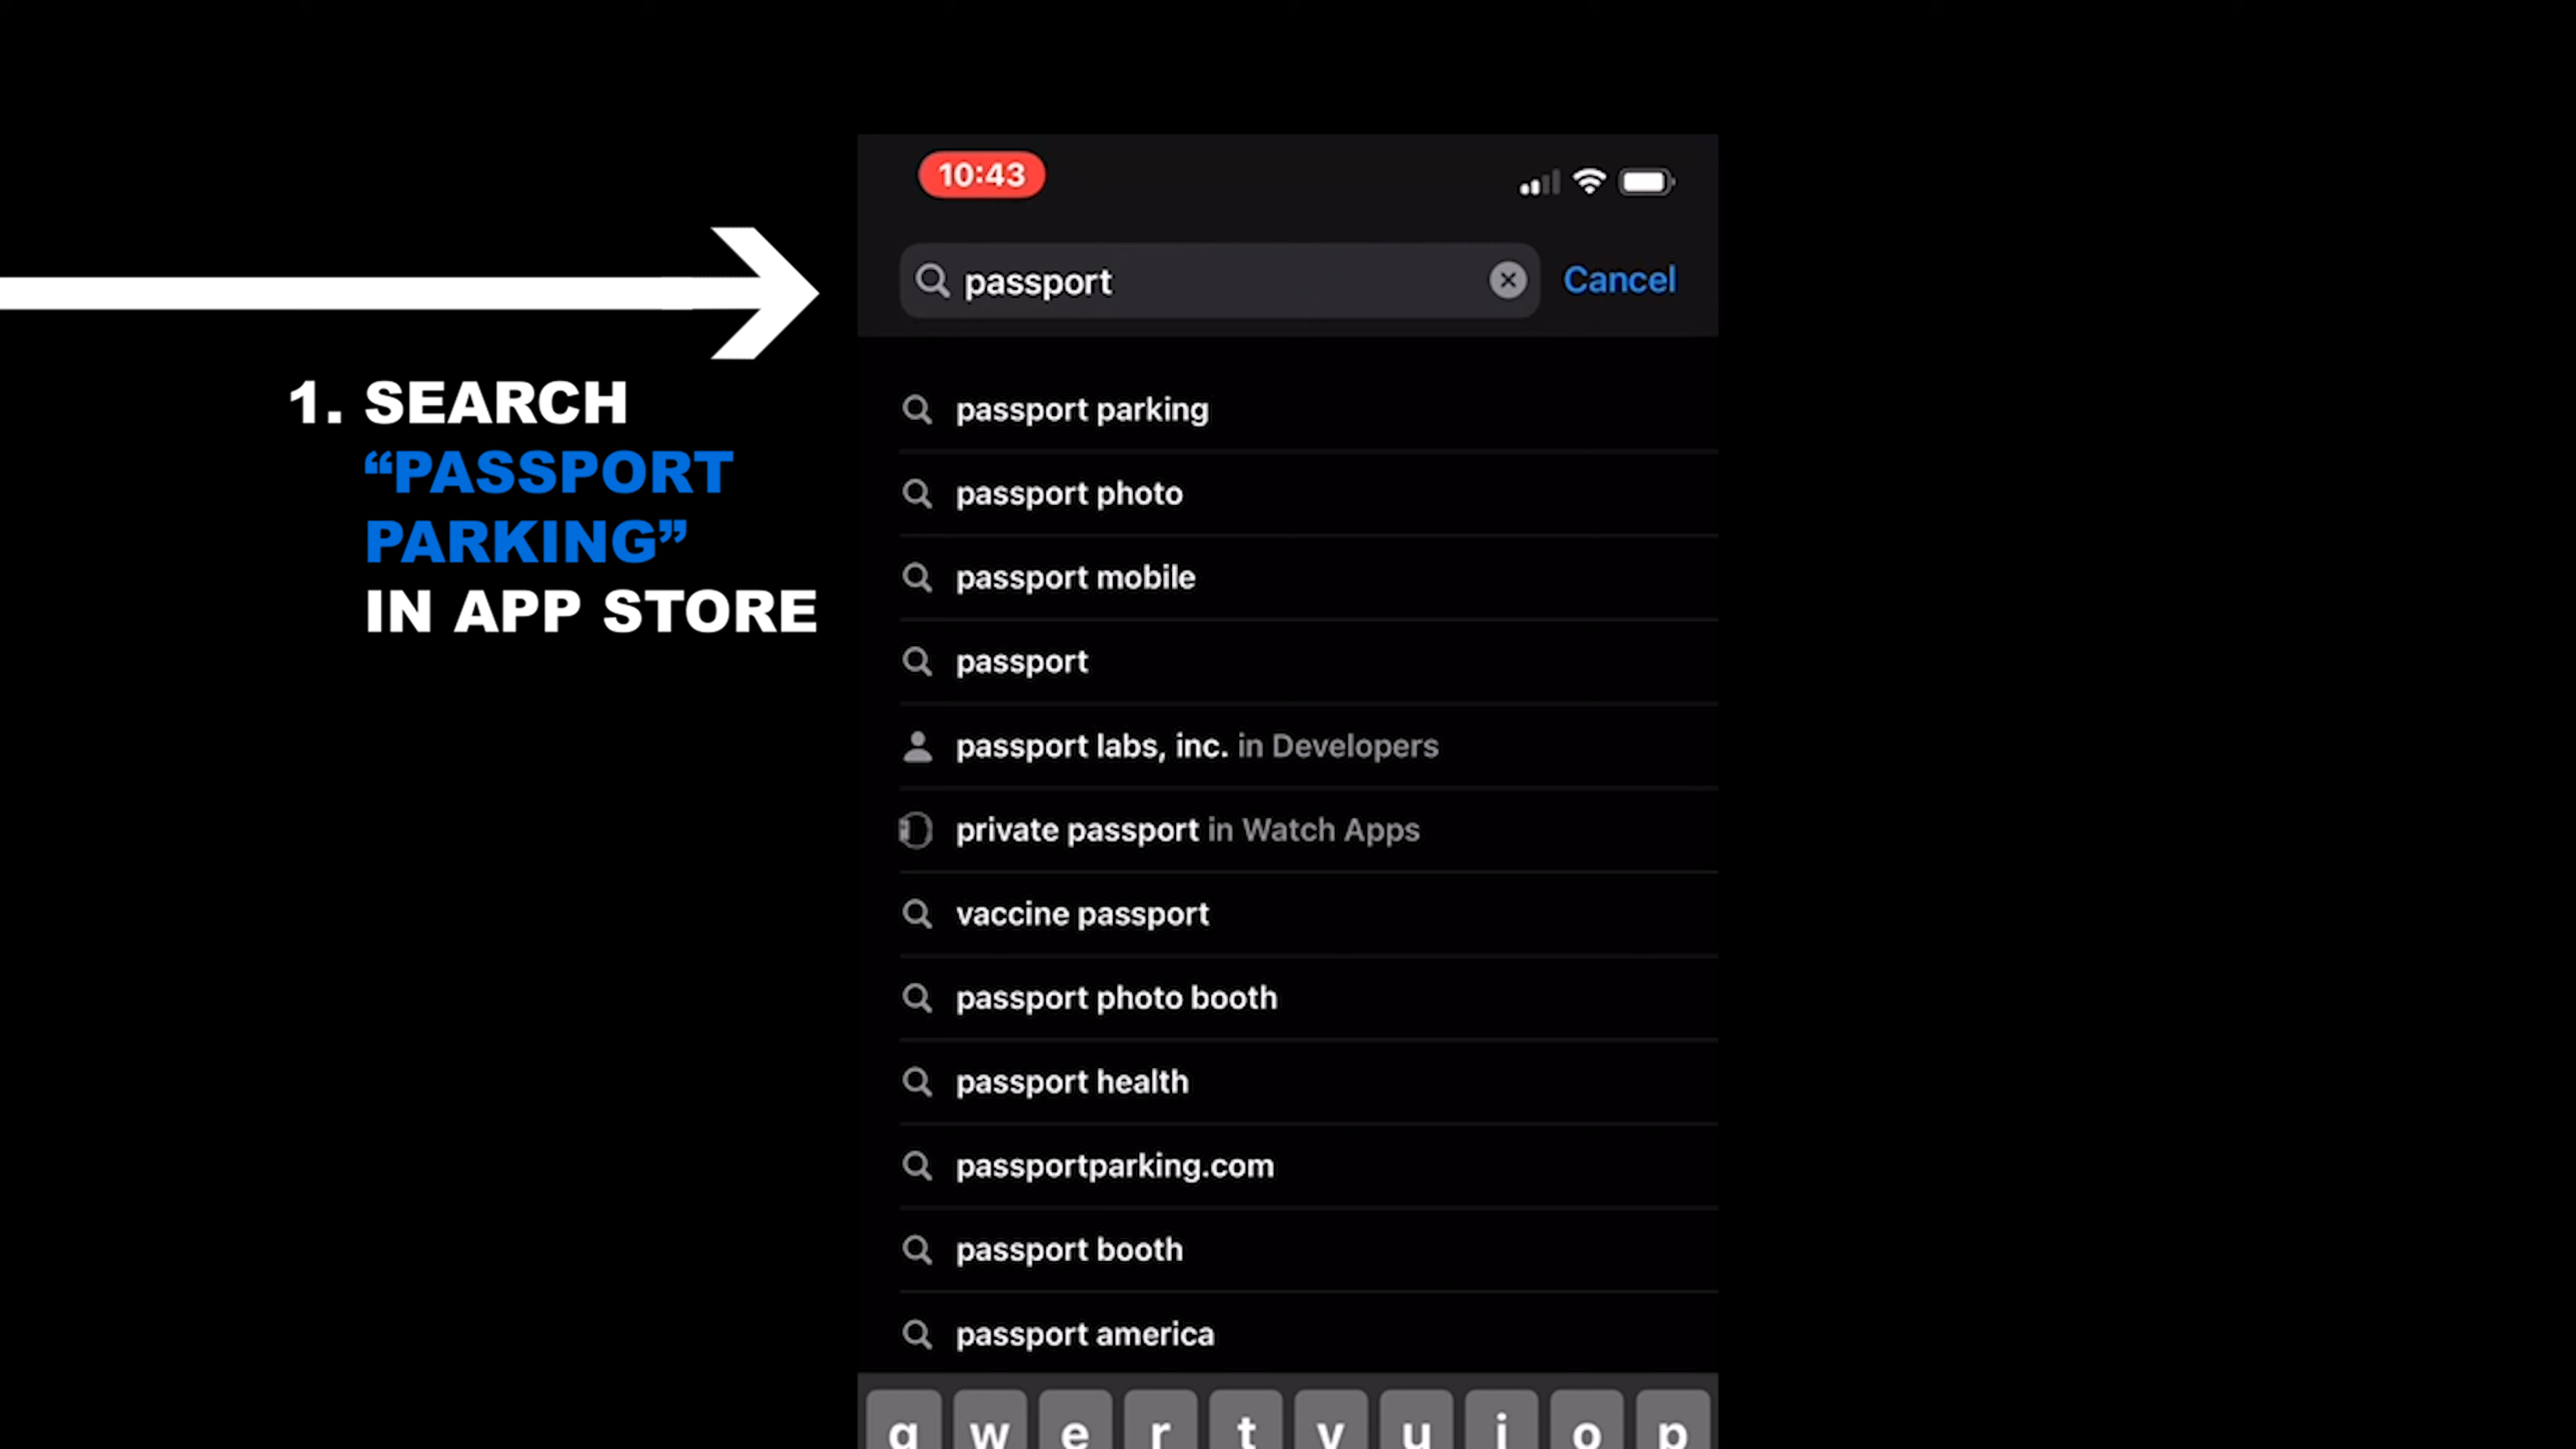 10:43
passport
Cancel
1. SEARCH
“PASSPORT
PARKING”
IN APP STORE
passport parking
passport photo
passport mobile
passport
passport labs, inc. in Developers
private passport in Watch Apps
vaccine passport
passport photo booth
passport health
passportparking.com
passport booth
passport america
q w e r t y u i o p